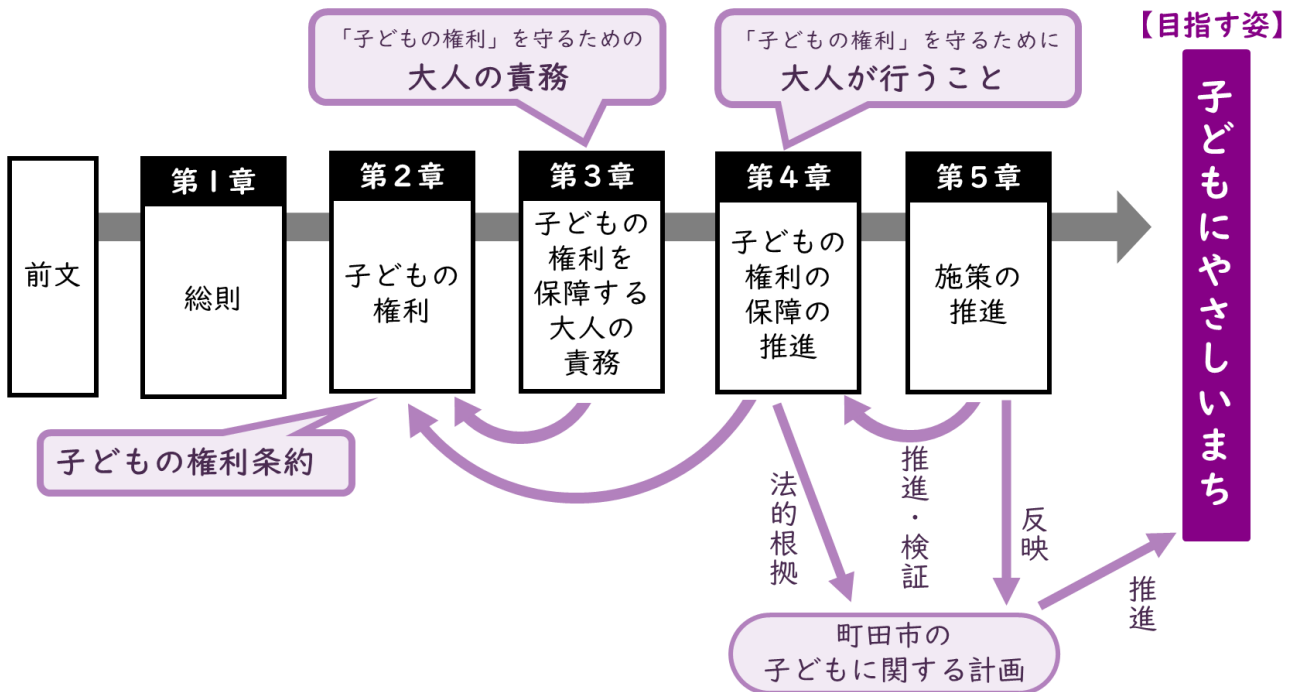 【目指す姿】
「子どもの権利」を守るための
大人の責務
「子どもの権利」を守るために
大人が行うこと
子どもにやさしいまち
前文
第1章
総則
第2章
子どもの
権利
第3章
子どもの
権利を
保障する
大人の
責務
第4章
子どもの
権利の
保障の
推進
第5章
施策の
推進
子どもの権利条約
法的根拠
推進・検証
反映
推進
町田市の
子どもに関する計画